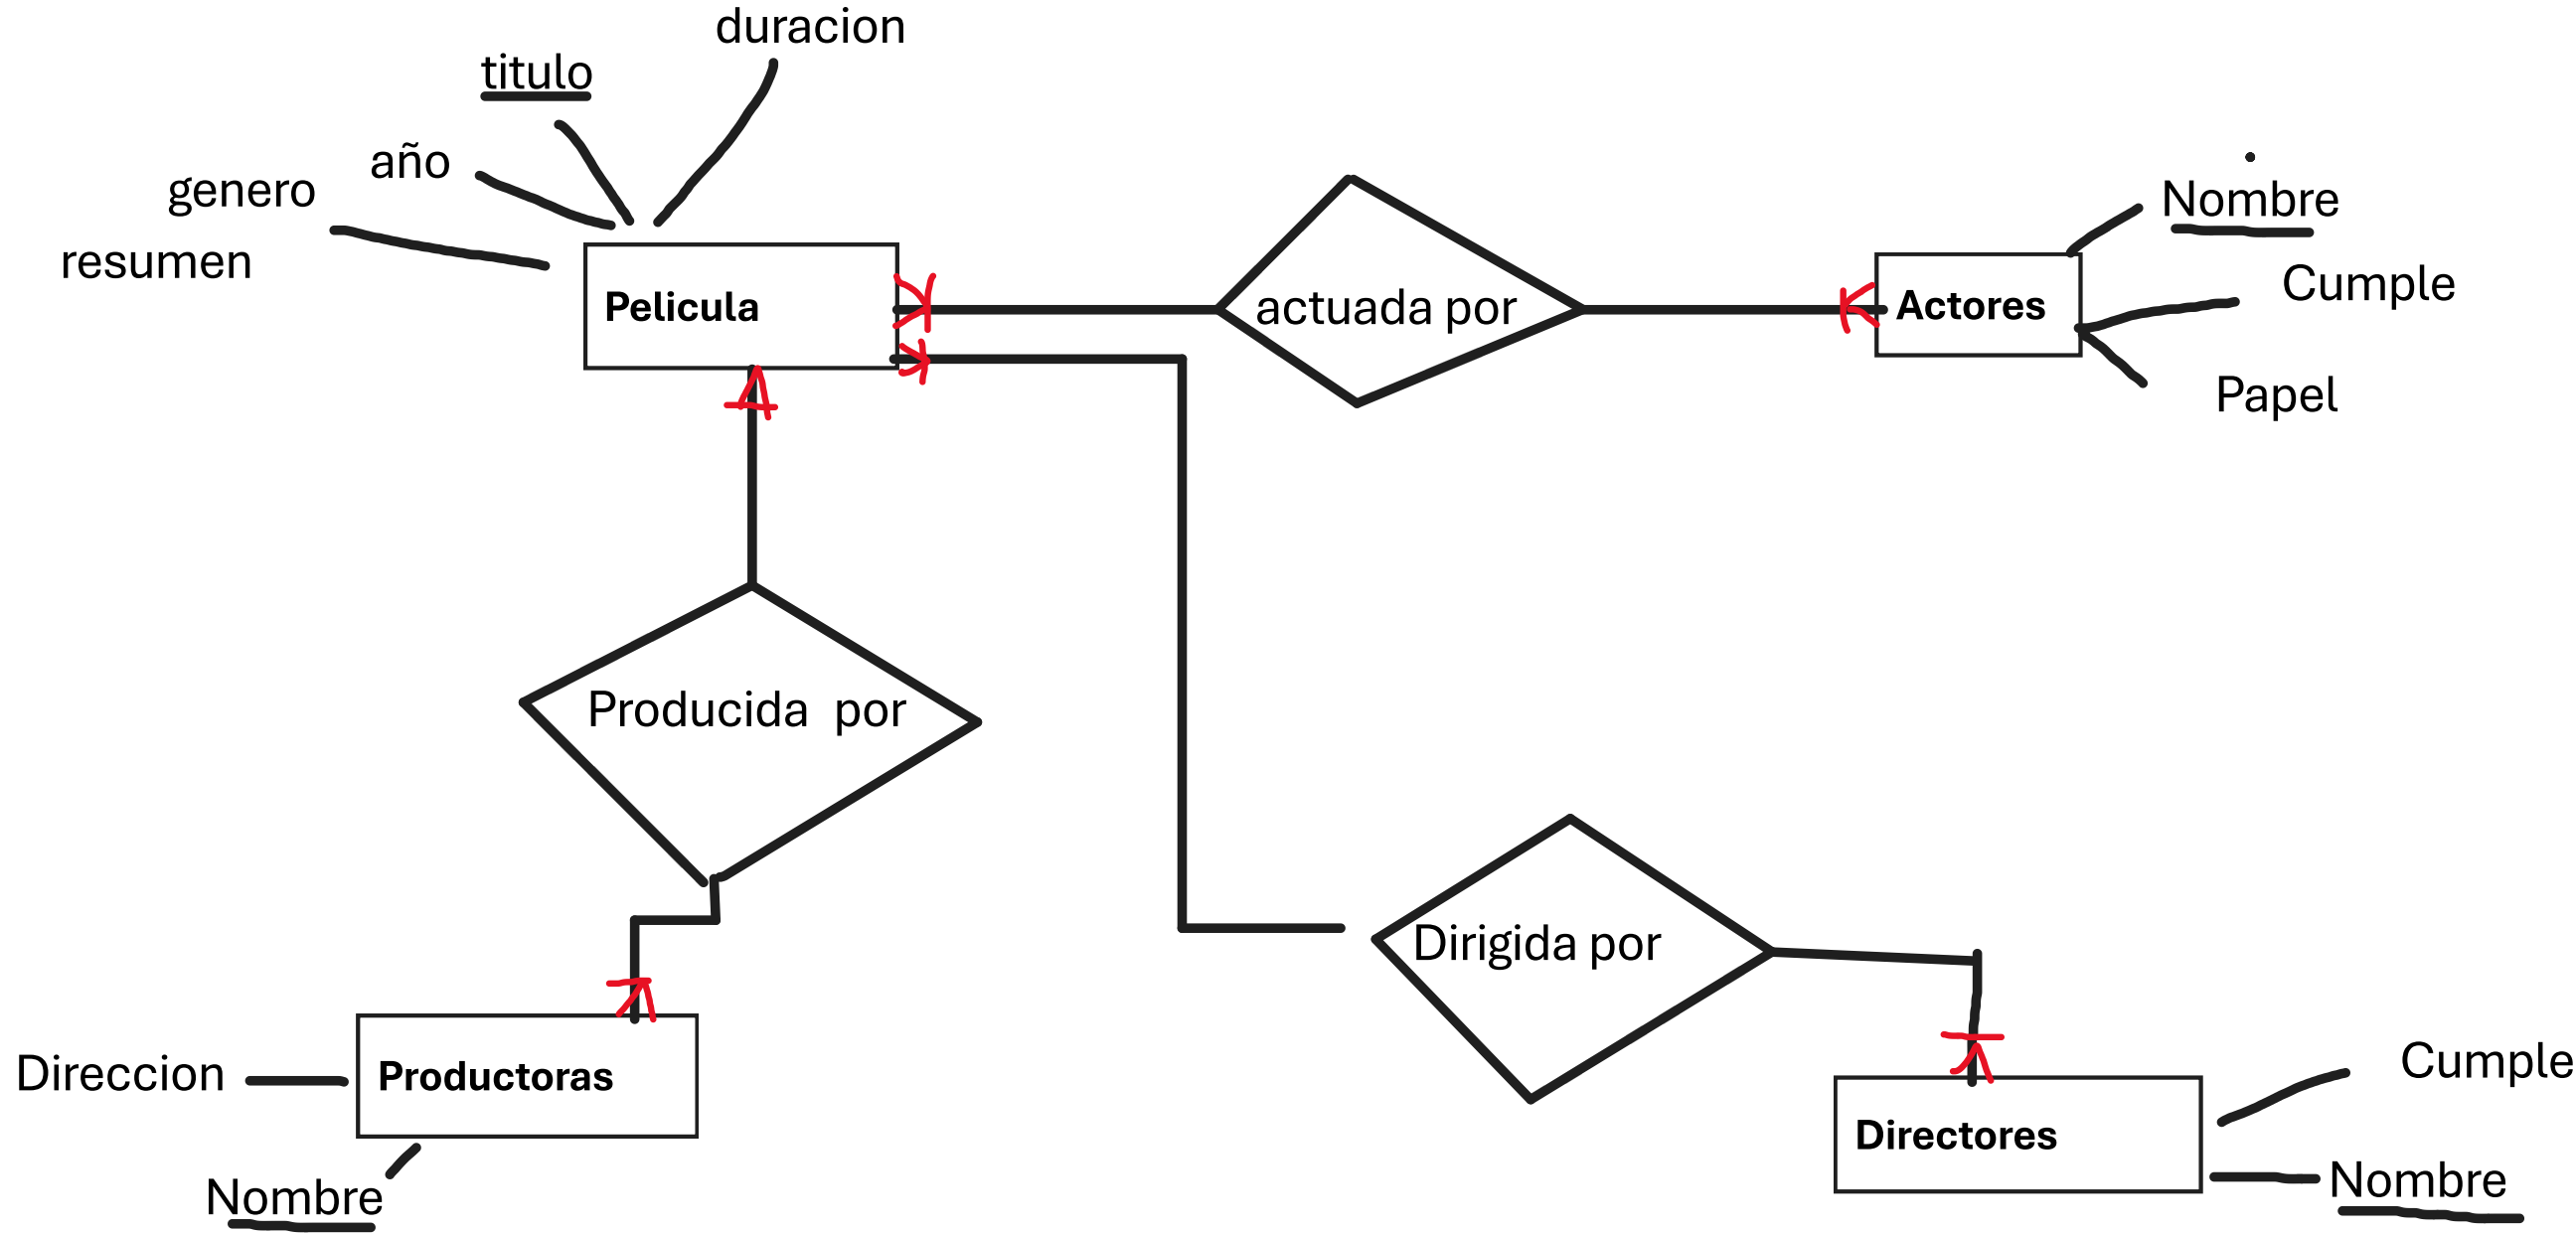 duracion
titulo
año
genero
resumen
Pelicula
actuada por
Actores
Nombre
Cumple
Papel
Producida por
Dirigida por
Productoras
Direccion
Nombre
Directores
Cumple
Nombre